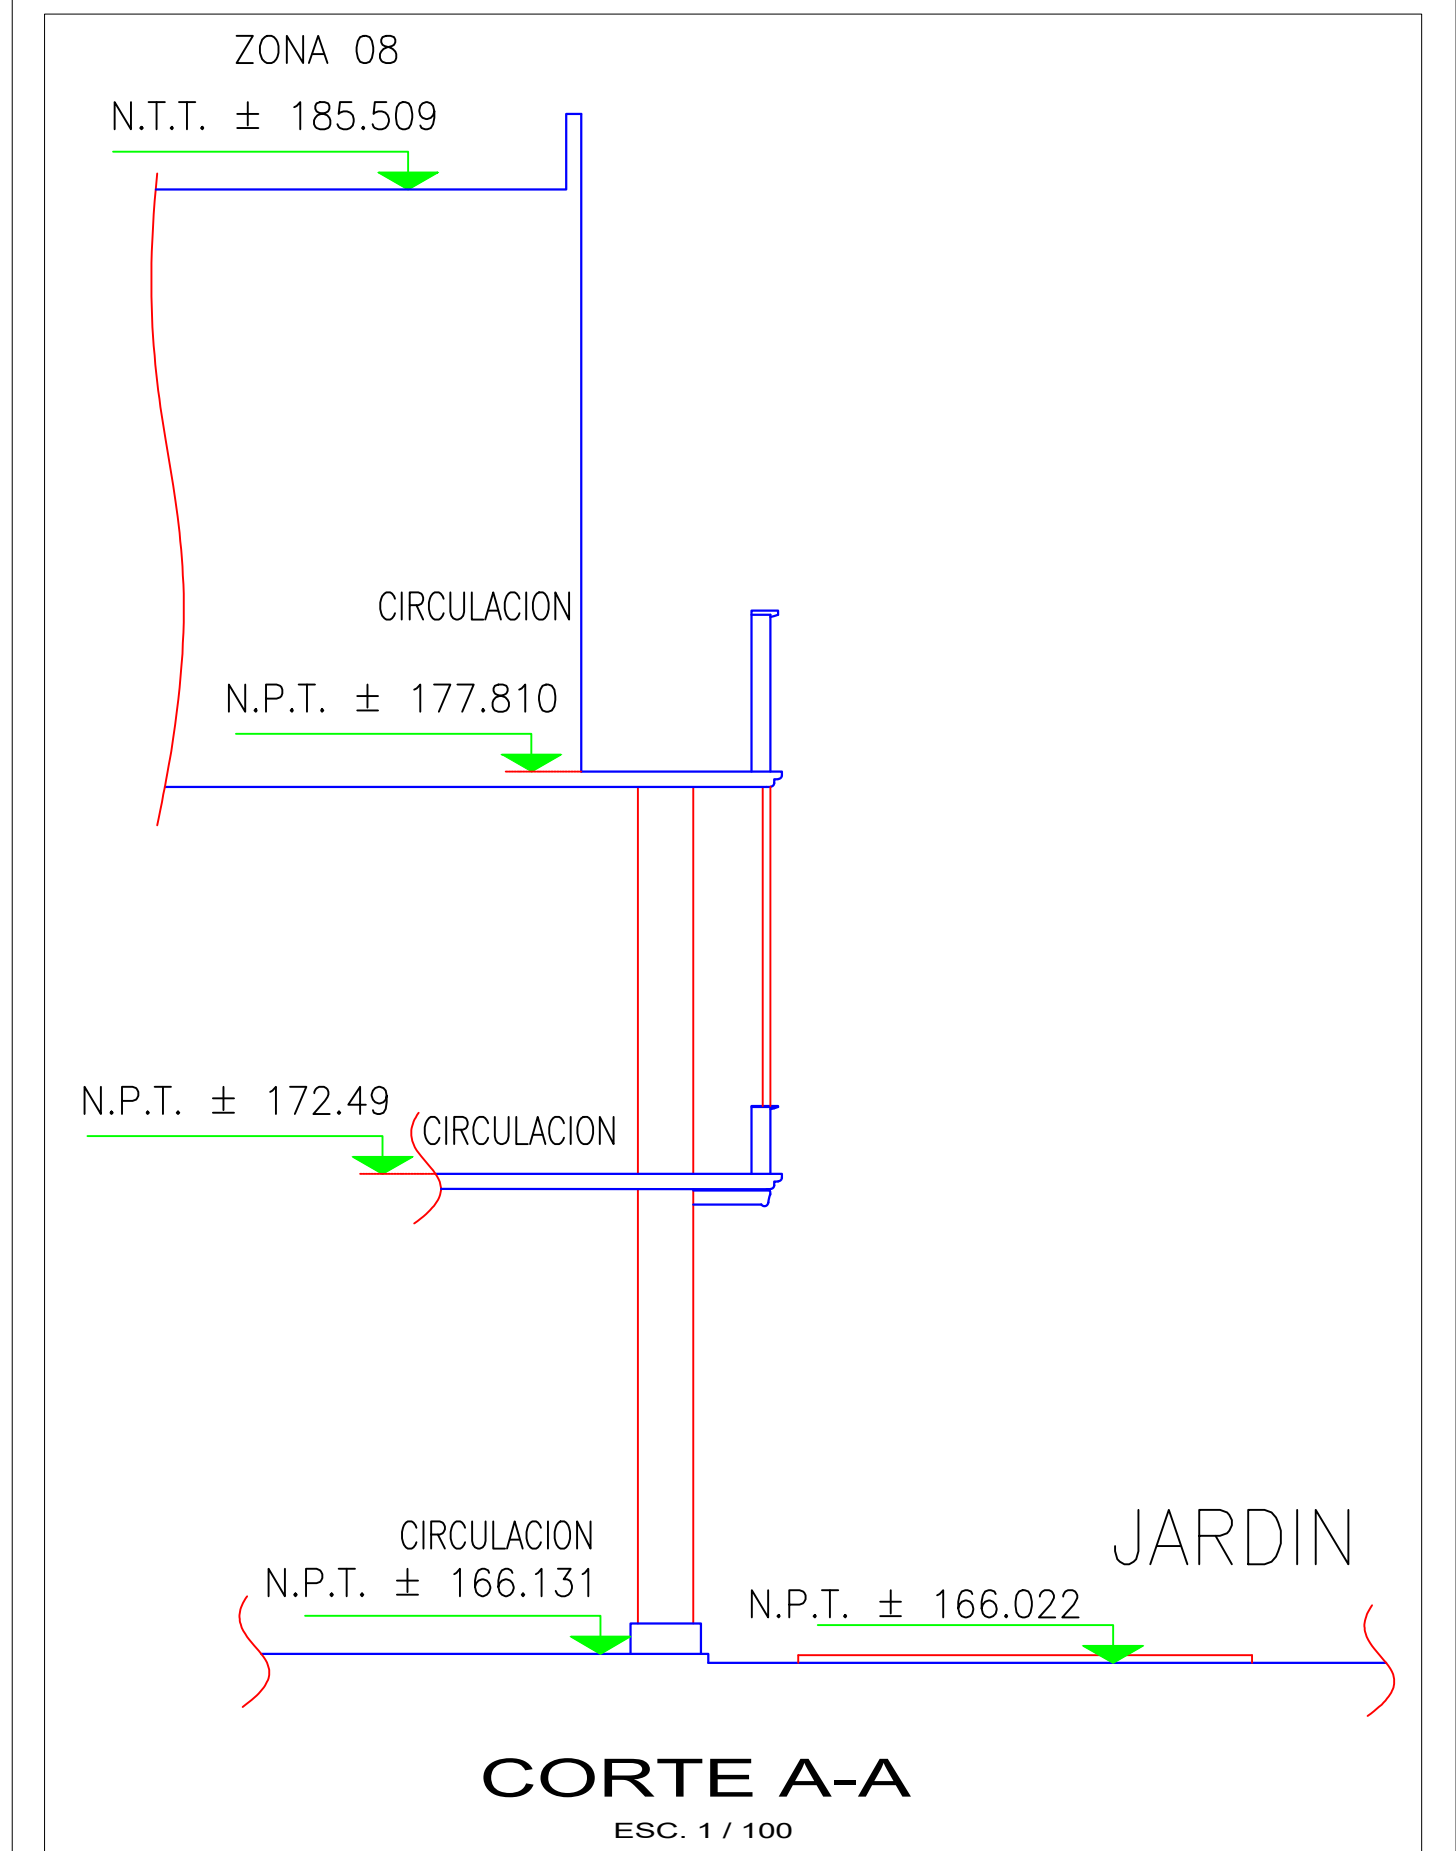 ZONA 08
N.T.T. ± 185.509
CIRCULACION
N.P.T. ± 177.810
N.P.T. ± 172.49
CIRCULACION
CIRCULACION
N.P.T. ± 166.131
JARDIN
N.P.T. ± 166.022
CORTE A-A
ESC. 1 / 100